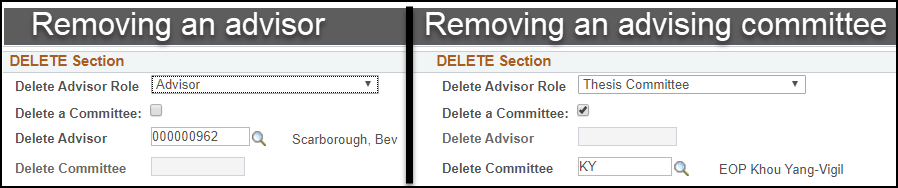 Removing an advisor
DELETE Section
Delete Advisor Role Advisor
Delete a Committee:
Delete Advisor 000000962 Scarborough, Bev
Delete Committee
Removing an advising committee
DELETE Section
Delete Advisor Role Thesis Committee
Delete a Committee:
Delete Advisor
Delete Committee KY EOP Khou Yang-Vigil